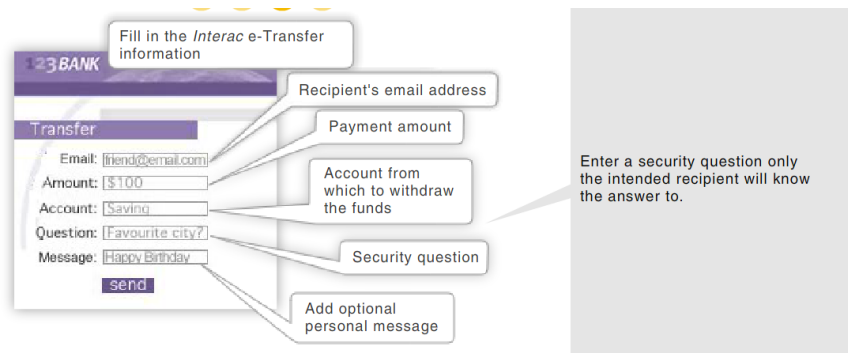 Fill in the Interac e-Transfer
information
123 BANK
Recipient's email address
Transfer
Payment amount
Email: friend@email.com
Amount: $100
Account from
which to withdraw
the funds
Account: Saving
Question: Favourite city?
Security question
Message: Happy Birthday
send
Add optional
personal message
Enter a security question only
the intended recipient will know
the answer to.